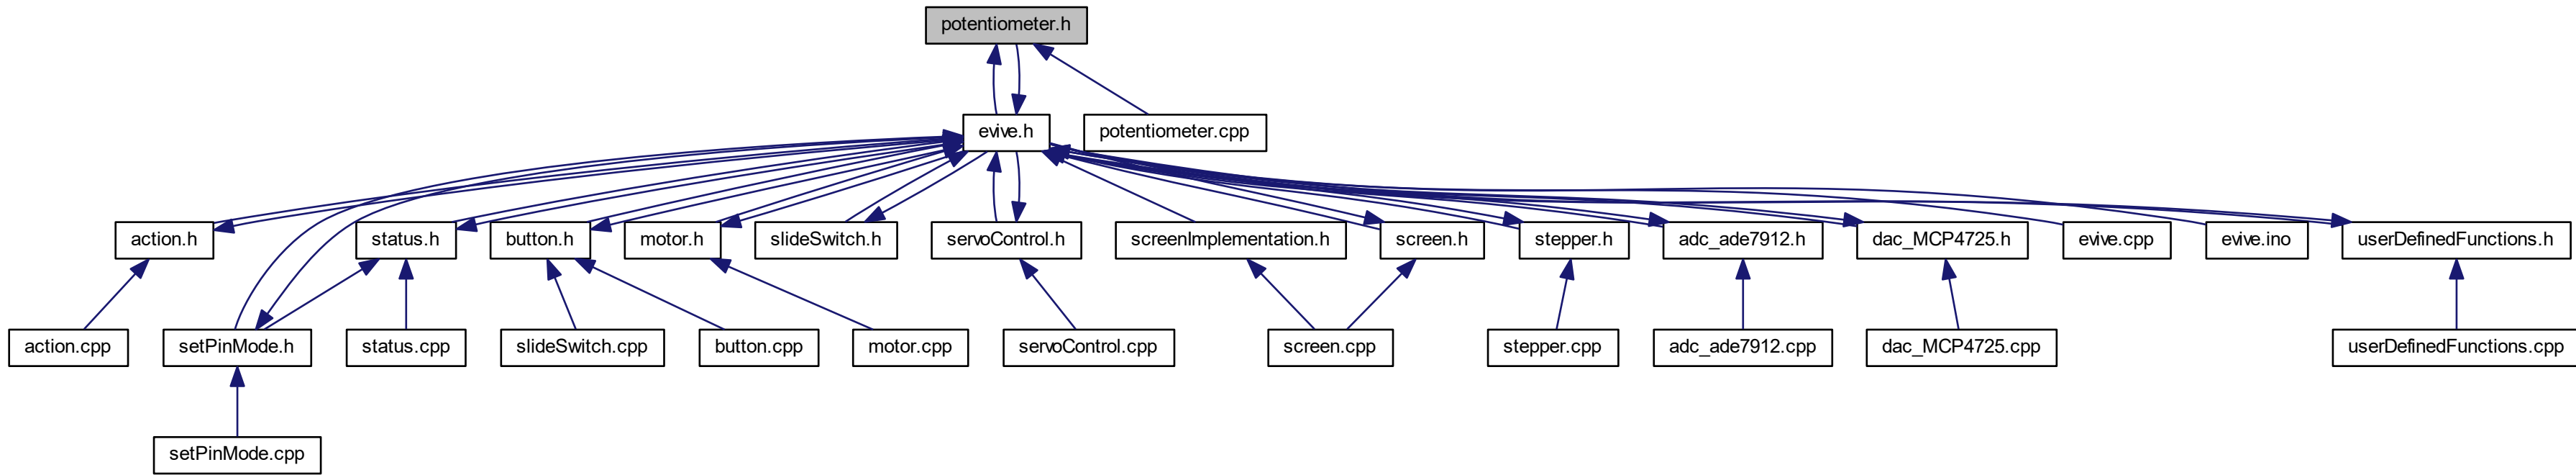 potentiometer.h
evive.h
potentiometer.cpp
action.h
status.h
button.h
motor.h
slideSwitch.h
servoControl.h
screenImplementation.h
screen.h
stepper.h
adc_ade7912.h
dac_MCP4725.h
evive.cpp
evive.ino
userDefinedFunctions.h
action.cpp
setPinMode.h
status.cpp
slideSwitch.cpp
button.cpp
motor.cpp
servoControl.cpp
screen.cpp
stepper.cpp
adc_ade7912.cpp
dac_MCP4725.cpp
userDefinedFunctions.cpp
setPinMode.cpp